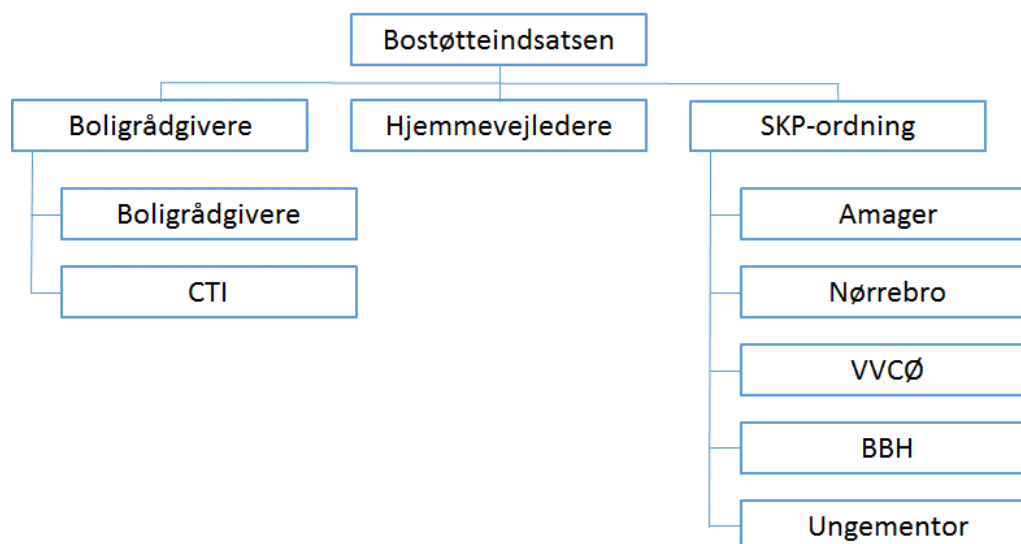 Bostøtteindsatsen
Boligrådgivere
Hjemmevejledere
SKP-ordning
Boligrådgivere
CTI
Amager
Nørrebro
VVCØ
BBH
Ungementor